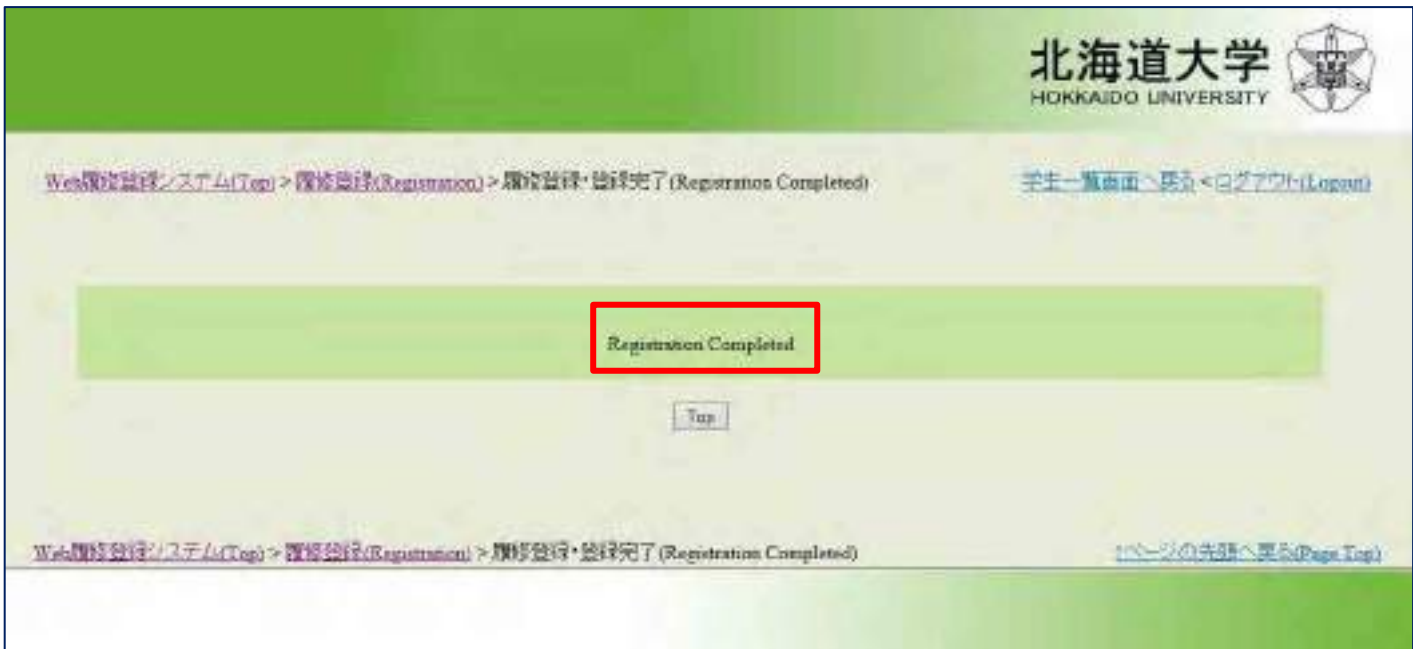 北海道大学
HOKKAIDO UNIVERSITY
Web履修登録システム(Top) > 履修登録(Registration) > 履修登録・登録完了(Registration Completed)
学生一覧画面へ戻る < ログアウト(Logout)
Registration Completed
Top
Web履修登録システム(Top) > 履修登録(Registration) > 履修登録・登録完了(Registration Completed)
↑ページの先頭へ戻る(Page Top)